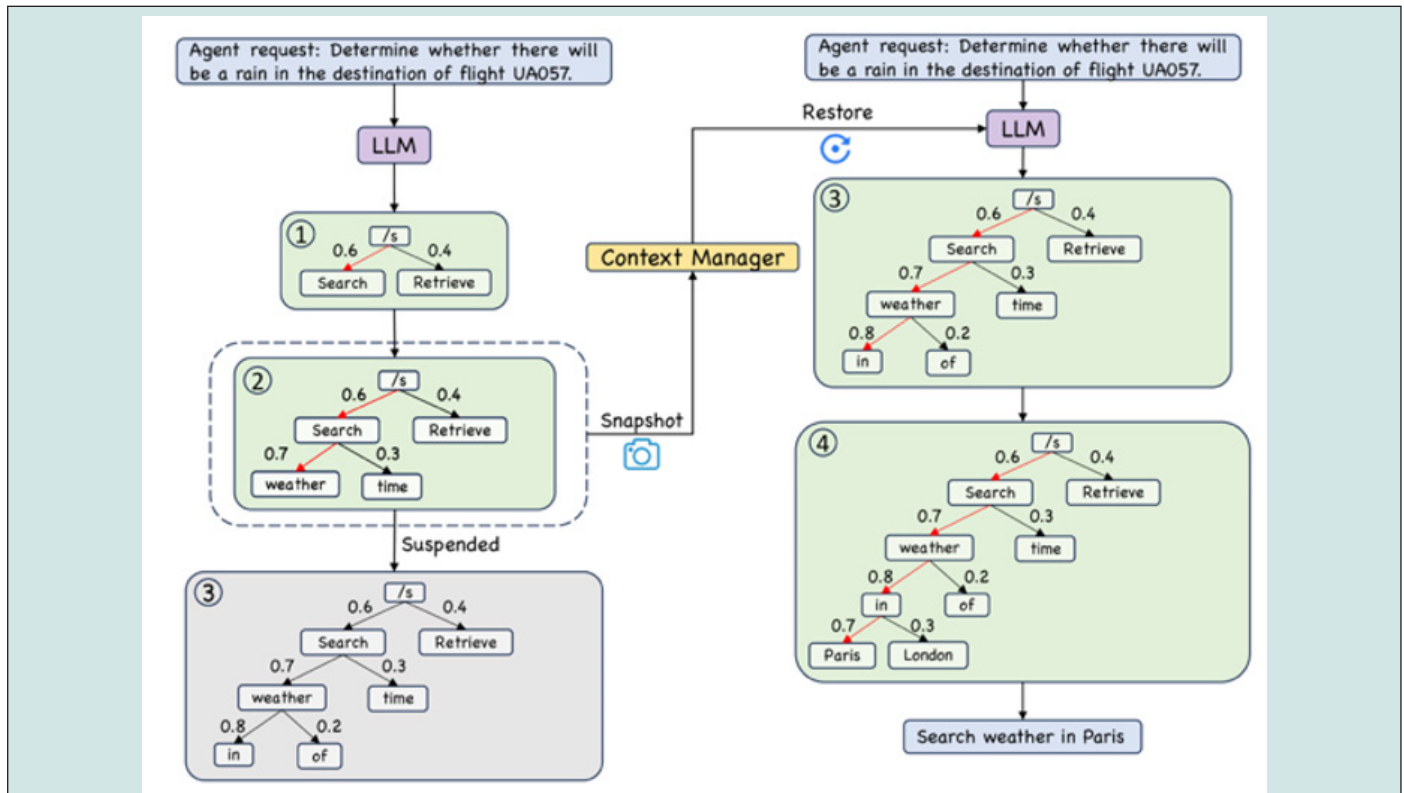 Agent request: Determine whether there will
be a rain in the destination of flight UA057.
LLM
①
/s
0.6
0.4
Search
Retrieve
②
/s
0.6
0.4
Search
Retrieve
0.7
0.3
weather
time
Suspended
③
/s
0.6
0.4
Search
Retrieve
0.7
0.3
weather
time
0.8
0.2
in
of
Snapshot
Context Manager
Restore
Agent request: Determine whether there will
be a rain in the destination of flight UA057.
LLM
③
/s
0.6
0.4
Search
Retrieve
0.7
0.3
weather
time
0.8
0.2
in
of
④
/s
0.6
0.4
Search
Retrieve
0.7
0.3
weather
time
0.8
0.2
in
of
0.7
0.3
Paris
London
Search weather in Paris